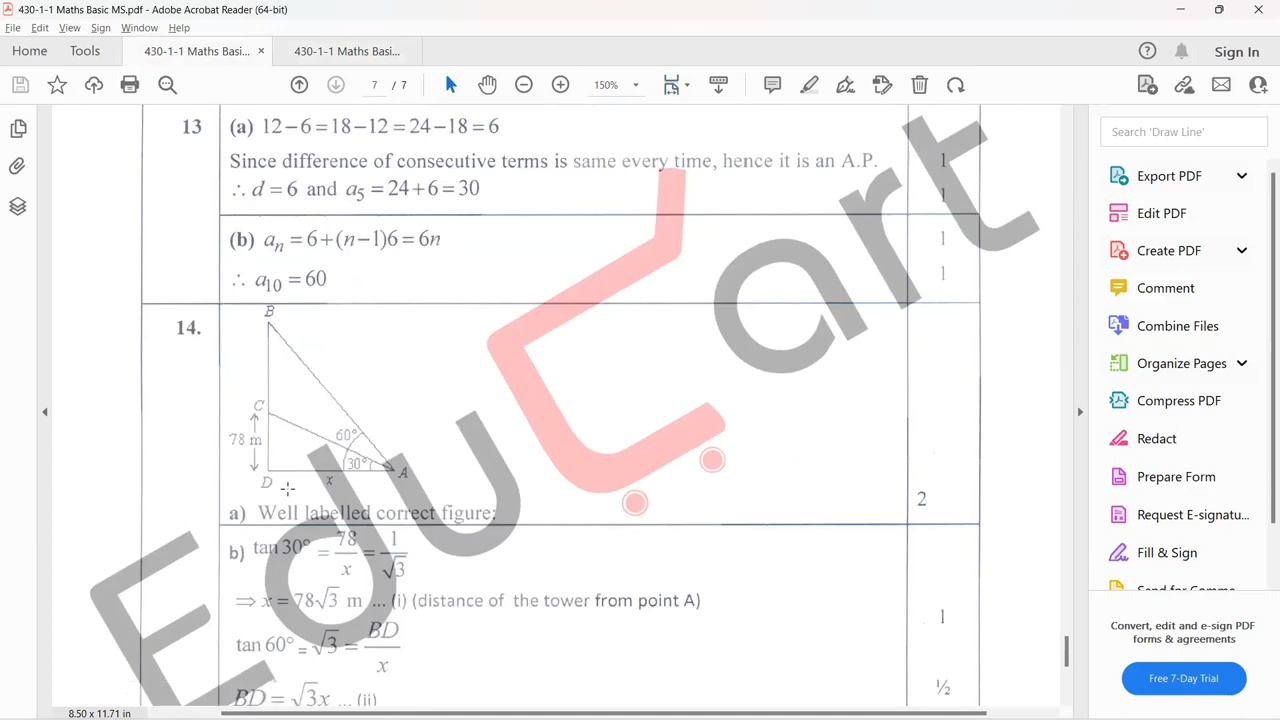 430-1-1 Maths Basic MS.pdf - Adobe Acrobat Reader (64-bit)
File Edit View Sign Window Help
Home Tools 430-1-1 Maths Basi... × 430-1-1 Maths Basi... Sign In
7 / 7 150%
13 (a) 12−6=18−12=24−18=6
Since difference of consecutive terms is same every time, hence it is an A.P. 1
∴ d=6 and a₅=24+6=30 1
(b) aₙ=6+(n−1)6=6n 1
∴ a₁₀=60 1
14.
B
C
60°
78 m
30° A
D x
a) Well labelled correct figure: 2
b) tan 30° = 78/x = 1/√3
⇒ x = 78√3 m ... (i) (distance of the tower from point A) 1
tan 60° = √3 = BD/x
BD = √3x ... (ii) ½
Educart
8.50 x 11.71 in
Search 'Draw Line'
Export PDF
Edit PDF
Create PDF
Comment
Combine Files
Organize Pages
Compress PDF
Redact
Prepare Form
Request E-signatu...
Fill & Sign
Send for Comme
Convert, edit and e-sign PDF
forms & agreements
Free 7-Day Trial